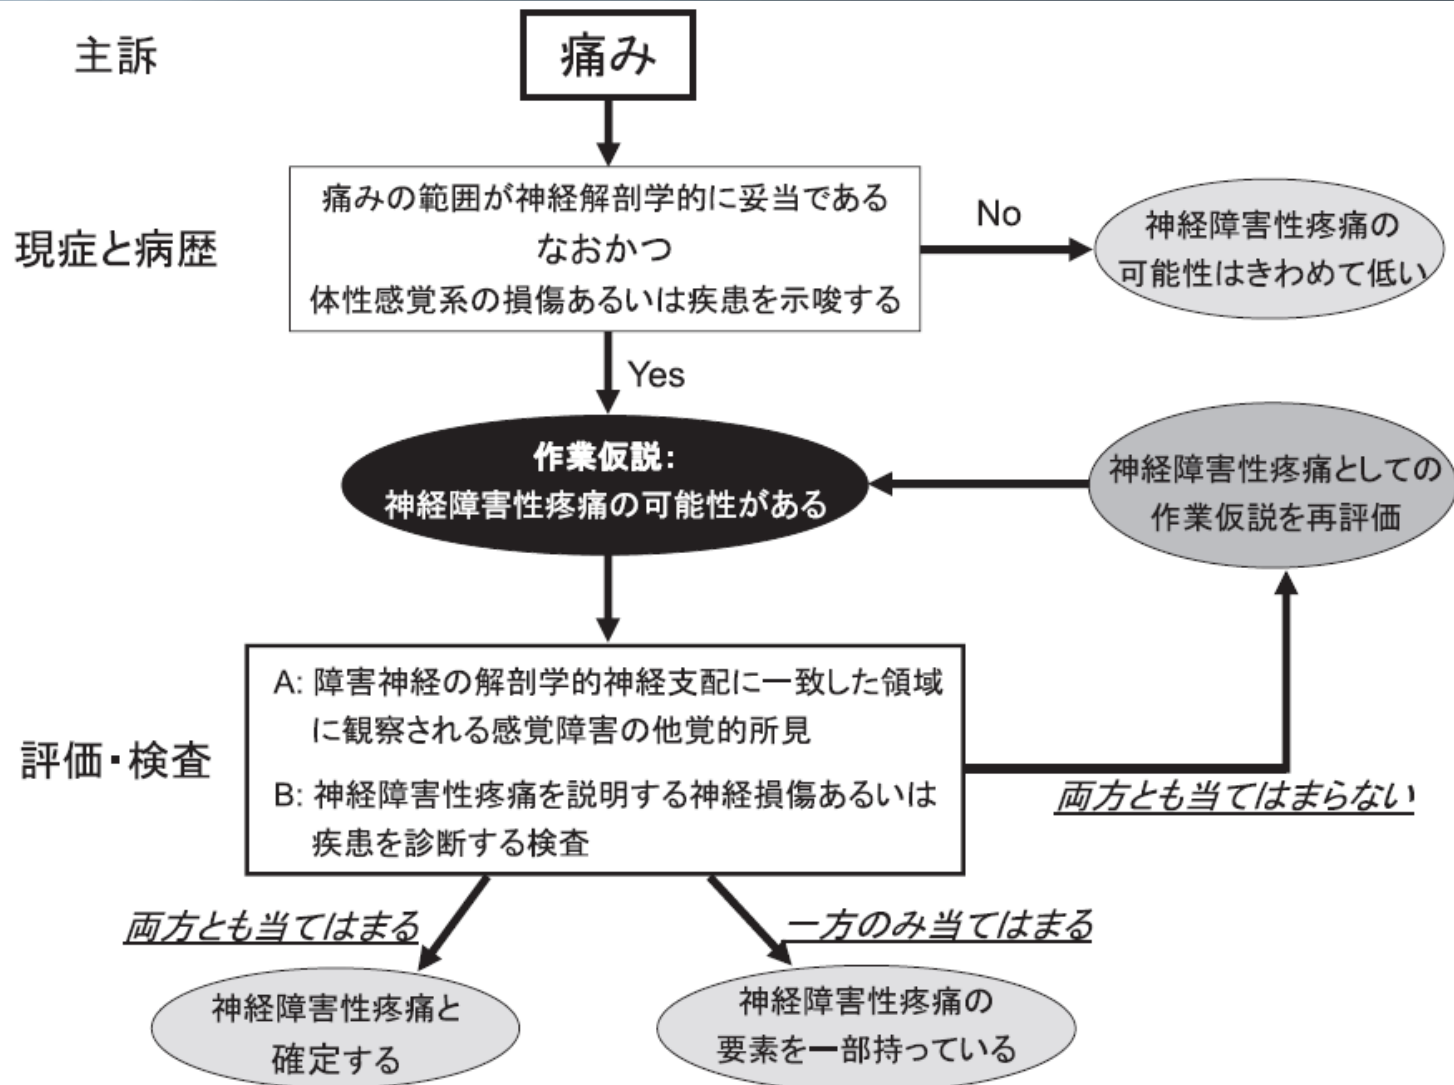 主訴
痛み
現症と病歴
痛みの範囲が神経解剖学的に妥当である
なおかつ
体性感覚系の損傷あるいは疾患を示唆する
No
神経障害性疼痛の
可能性はきわめて低い
Yes
作業仮説:
神経障害性疼痛の可能性がある
神経障害性疼痛としての
作業仮説を再評価
評価・検査
A: 障害神経の解剖学的神経支配に一致した領域
に観察される感覚障害の他覚的所見
B: 神経障害性疼痛を説明する神経損傷あるいは
疾患を診断する検査
両方とも当てはまらない
両方とも当てはまる
一方のみ当てはまる
神経障害性疼痛と
確定する
神経障害性疼痛の
要素を一部持っている